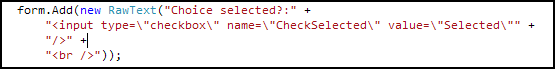 form.Add(new RawText("Choice selected?:" +
"<input type=\"checkbox\" name=\"CheckSelected\" value=\"Selected\"" +
"/>" +
"<br />"));